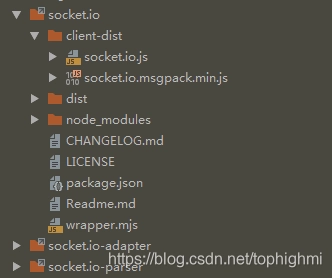 socket.io
client-dist
socket.io.js
socket.io.msgpack.min.js
dist
node_modules
CHANGELOG.md
LICENSE
package.json
Readme.md
wrapper.mjs
https://blog.csdn.net/tophighmi
socket.io-adapter
socket.io-parser